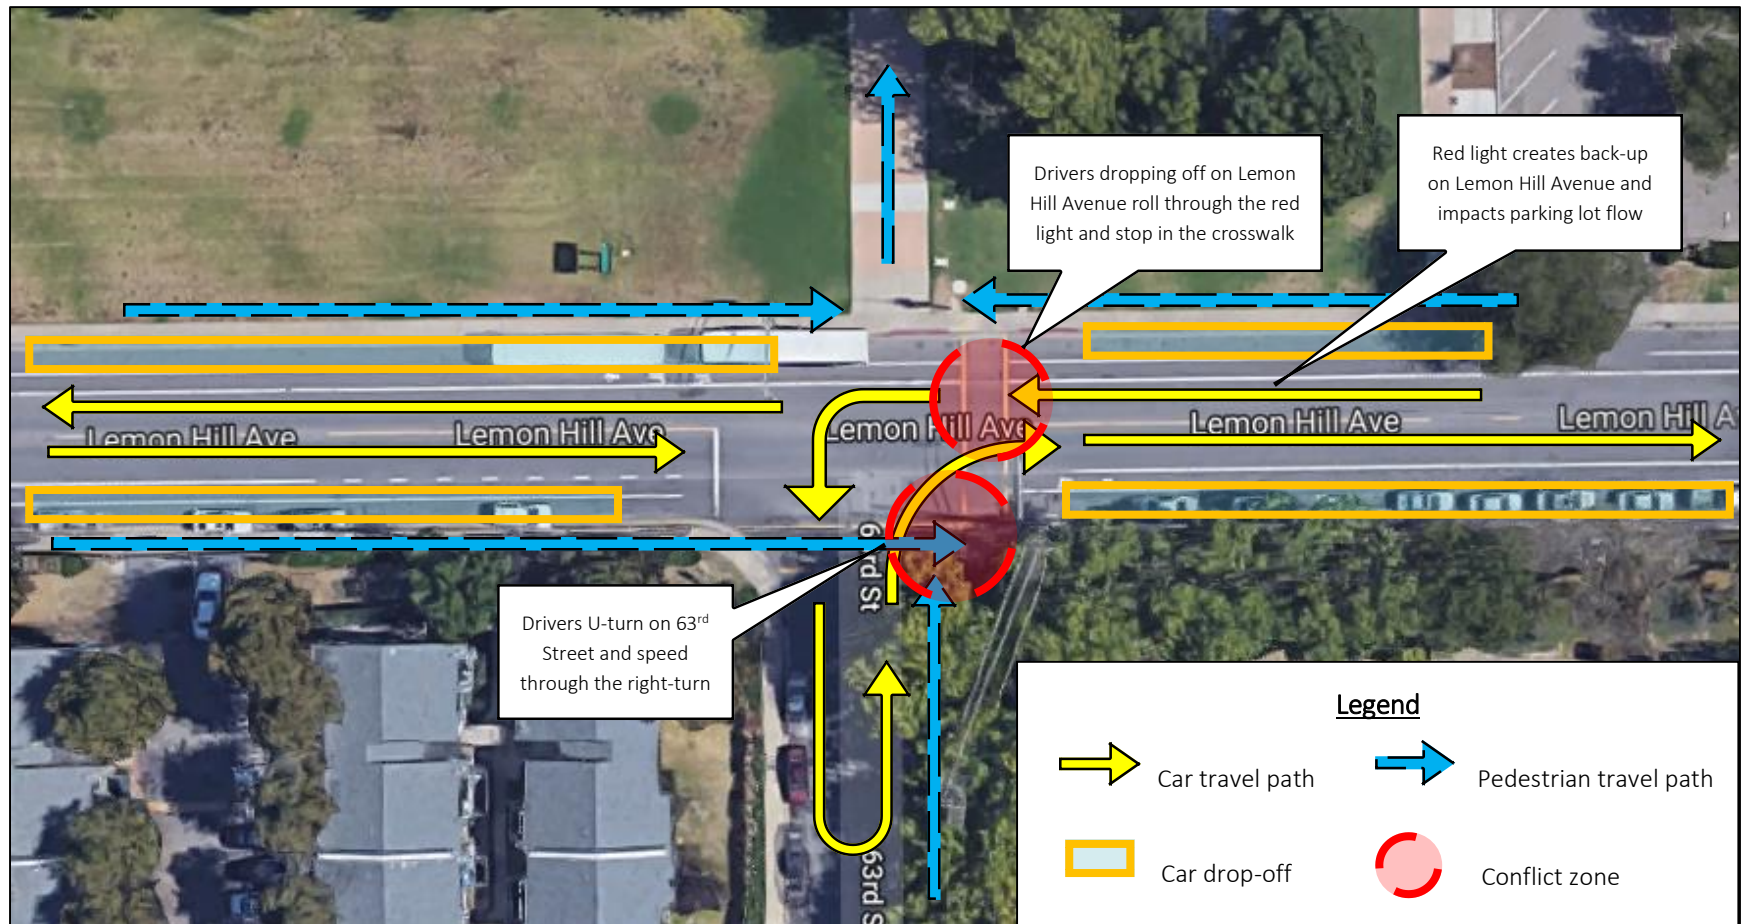 Drivers dropping off on Lemon
Hill Avenue roll through the red
light and stop in the crosswalk
Red light creates back-up
on Lemon Hill Avenue and
impacts parking lot flow
Lemon Hill Ave
Lemon Hill Ave
Lemon Hill Ave
Lemon Hill Ave
Lemon Hill A
63rd St
Drivers U-turn on 63rd
Street and speed
through the right-turn
63rd S
Legend
Car travel path
Pedestrian travel path
Car drop-off
Conflict zone